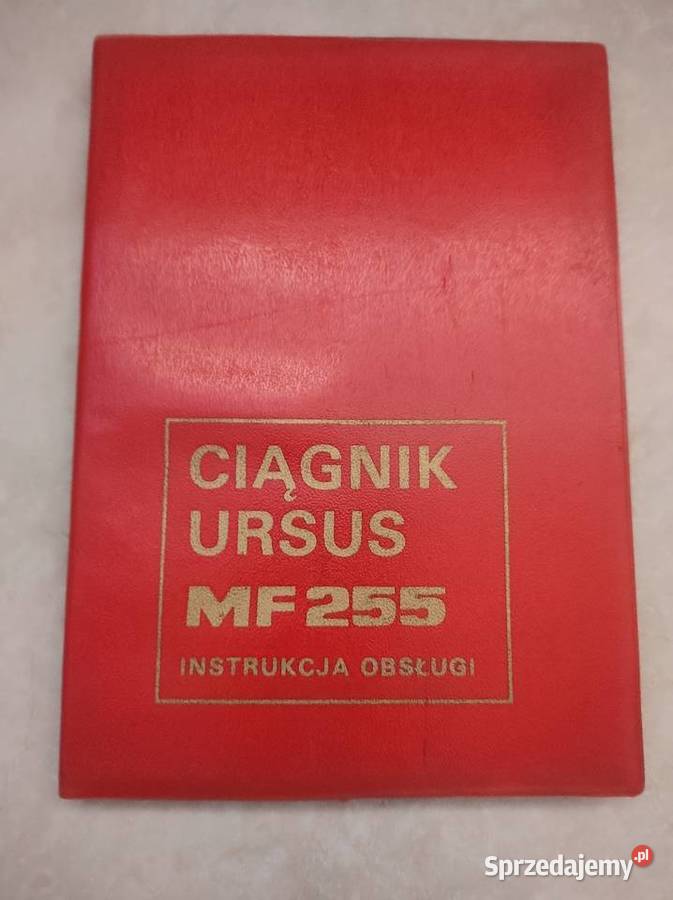 CIĄGNIK
URSUS
MF 255
INSTRUKCJA OBSŁUGI
Sprzedajemy.pl